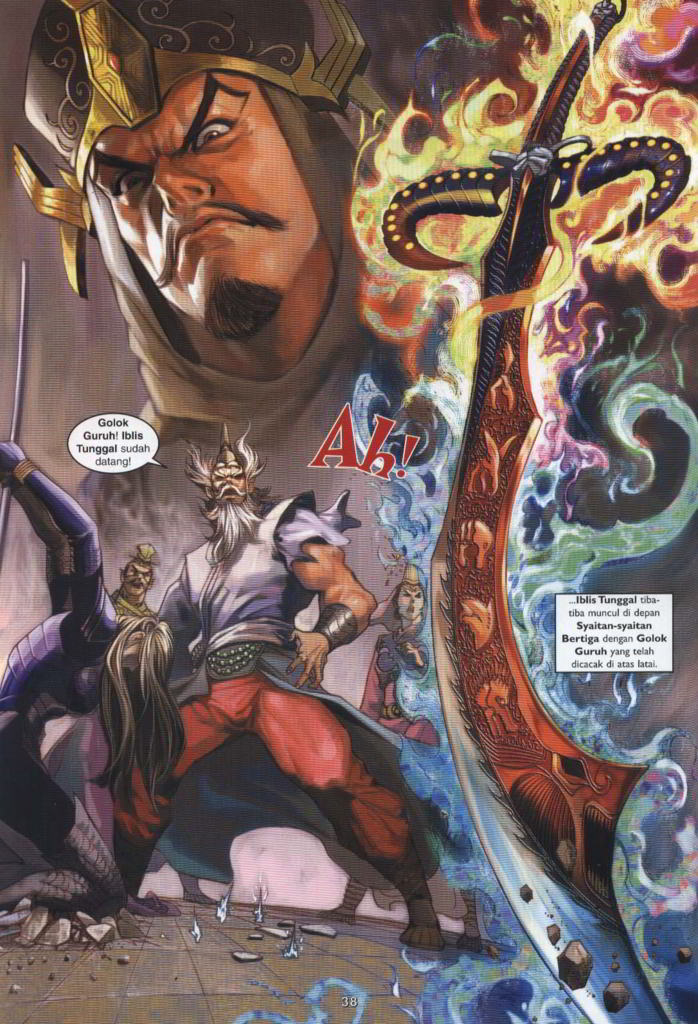 Golok
Guruh! Iblis
Tunggal sudah
datang!
Ah!
...Iblis Tunggal tiba-
tiba muncul di depan
Syaitan-syaitan
Bertiga dengan Golok
Guruh yang telah
dicacak di atas latai.
38